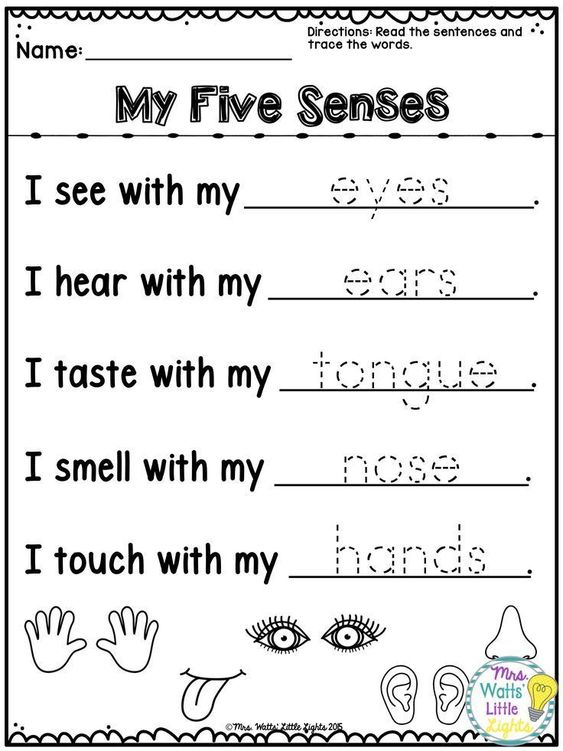 Name:
Directions: Read the sentences and
trace the words.
My Five Senses
I see with my eyes.
I hear with my ears.
I taste with my tongue.
I smell with my nose.
I touch with my hands.
Mrs.
Watts'
Little
Lights
©Mrs. Watts' Little Lights 2015